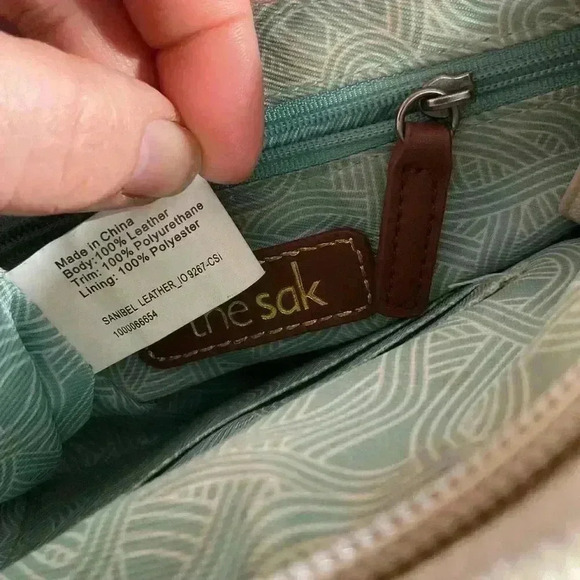 Made in China
Body:100% Leather
Trim: 100% Polyurethane
Lining: 100% Polyester
SANIBEL LEATHER_IO 9267-CSI
1000066654
the sak